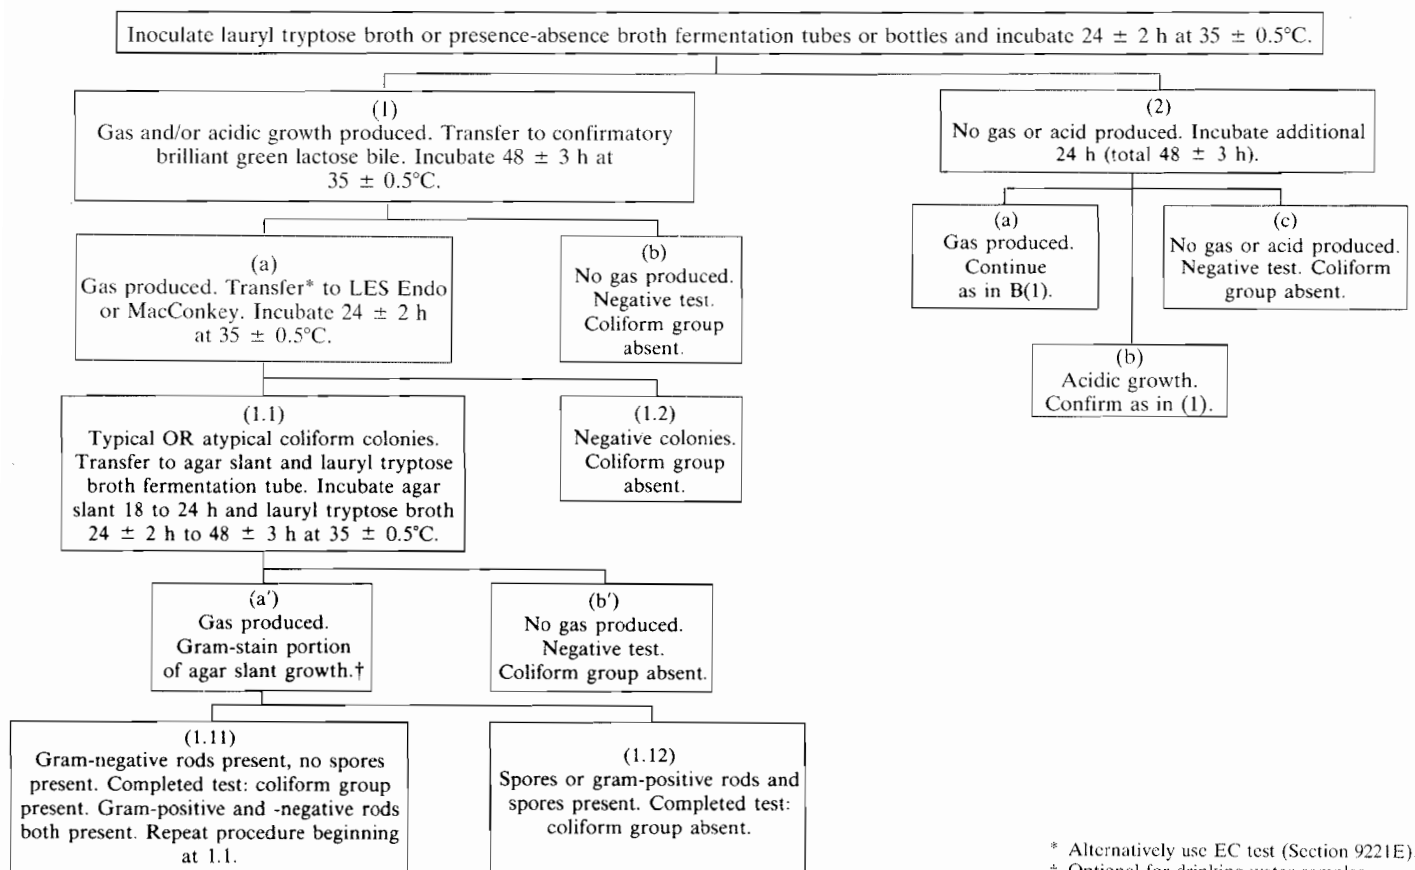 Inoculate lauryl tryptose broth or presence-absence broth fermentation tubes or bottles and incubate 24 ± 2 h at 35 ± 0.5°C.
(1)
Gas and/or acidic growth produced. Transfer to confirmatory
brilliant green lactose bile. Incubate 48 ± 3 h at
35 ± 0.5°C.
(2)
No gas or acid produced. Incubate additional
24 h (total 48 ± 3 h).
(a)
Gas produced. Transfer* to LES Endo
or MacConkey. Incubate 24 ± 2 h
at 35 ± 0.5°C.
(b)
No gas produced.
Negative test.
Coliform group
absent.
(a)
Gas produced.
Continue
as in B(1).
(c)
No gas or acid produced.
Negative test. Coliform
group absent.
(b)
Acidic growth.
Confirm as in (1).
(1.1)
Typical OR atypical coliform colonies.
Transfer to agar slant and lauryl tryptose
broth fermentation tube. Incubate agar
slant 18 to 24 h and lauryl tryptose broth
24 ± 2 h to 48 ± 3 h at 35 ± 0.5°C.
(1.2)
Negative colonies.
Coliform group
absent.
(a′)
Gas produced.
Gram-stain portion
of agar slant growth.†
(b′)
No gas produced.
Negative test.
Coliform group absent.
(1.11)
Gram-negative rods present, no spores
present. Completed test: coliform group
present. Gram-positive and -negative rods
both present. Repeat procedure beginning
at 1.1.
(1.12)
Spores or gram-positive rods and
spores present. Completed test:
coliform group absent.
* Alternatively use EC test (Section 9221E)